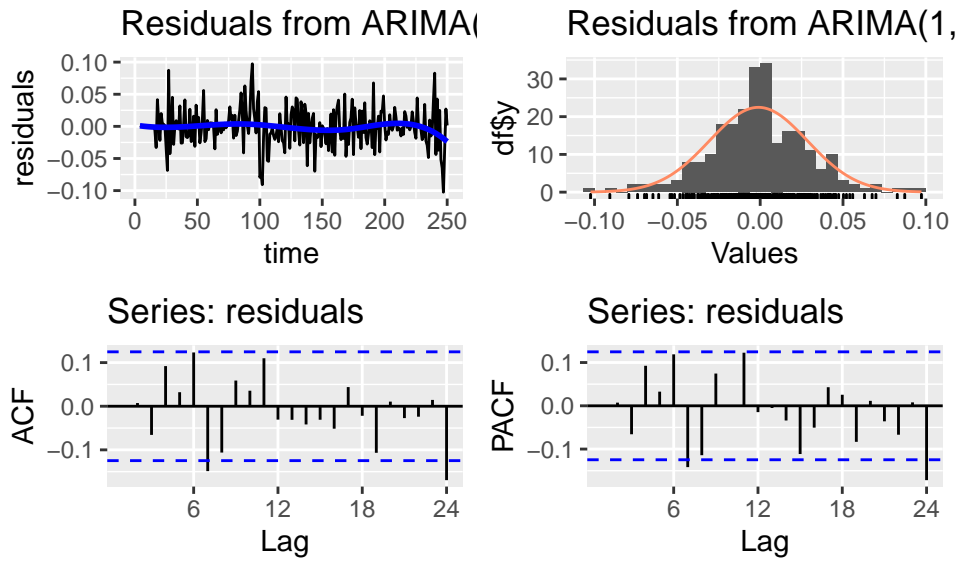 Residuals from ARIMA(
residuals
0.10
0.05
0.00
−0.05
−0.10
0 50 100 150 200 250
time
Residuals from ARIMA(1,
df$y
30
20
10
0
−0.10 −0.05 0.00 0.05 0.10
Values
Series: residuals
ACF
0.1
0.0
−0.1
6 12 18 24
Lag
Series: residuals
PACF
0.1
0.0
−0.1
6 12 18 24
Lag